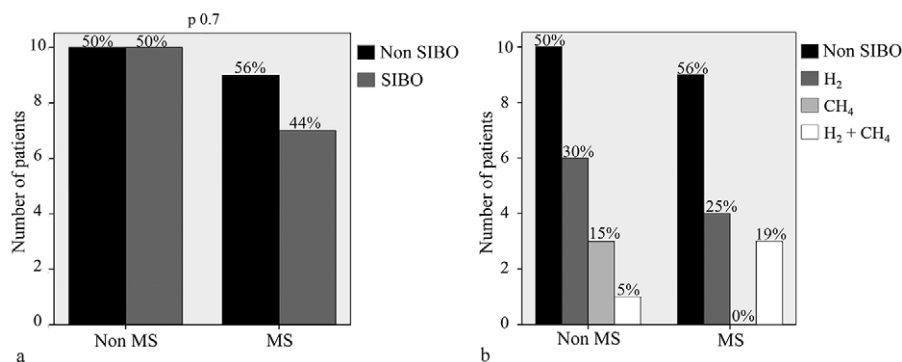 p 0.7
50% 50%
56%
44%
Non SIBO
SIBO
Number of patients
10
8
6
4
2
0
Non MS MS
a
50%
30%
15%
5%
56%
25%
0%
19%
Non SIBO
H₂
CH₄
H₂ + CH₄
Number of patients
10
8
6
4
2
0
Non MS MS
b